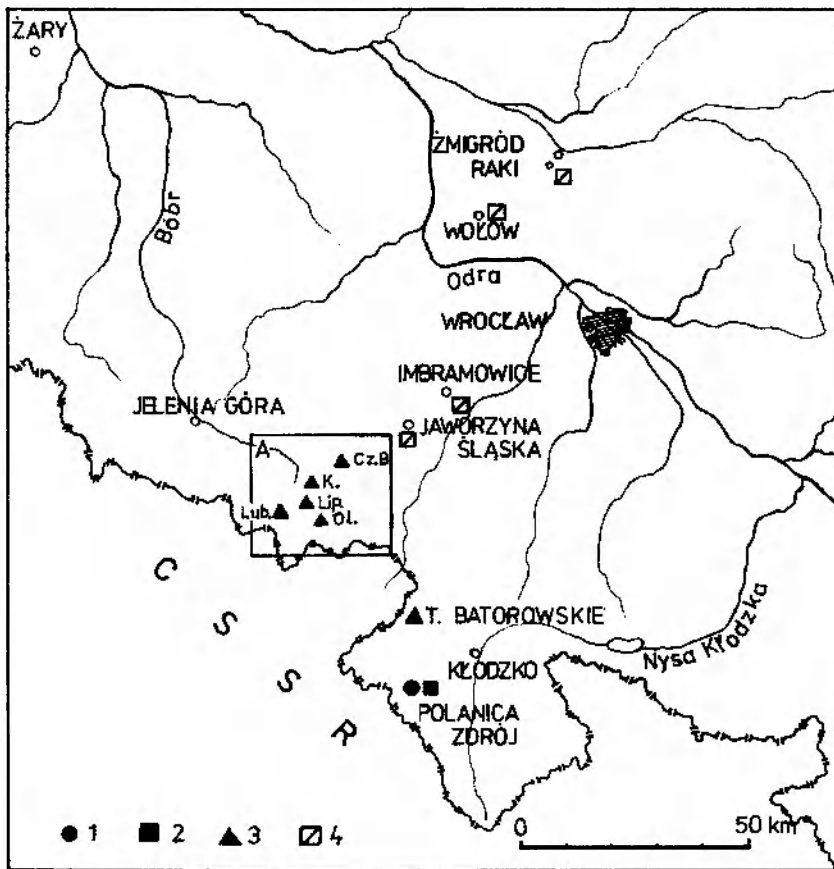 ŻARY
ŻMIGRÓD
RAKI
Bóbr
WOŁÓW
Odra
WROCŁAW
IMBRAMOWICE
JELENIA GÓRA
JAWORZYNA
ŚLĄSKA
A
Cz.B.
K.
Lip.
Lub.
Ol.
C S S R
T. BATOROWSKIE
KŁODZKO
Nysa Kłodzka
POLANICA
ZDRÓJ
1 2 3 4
0 50 km